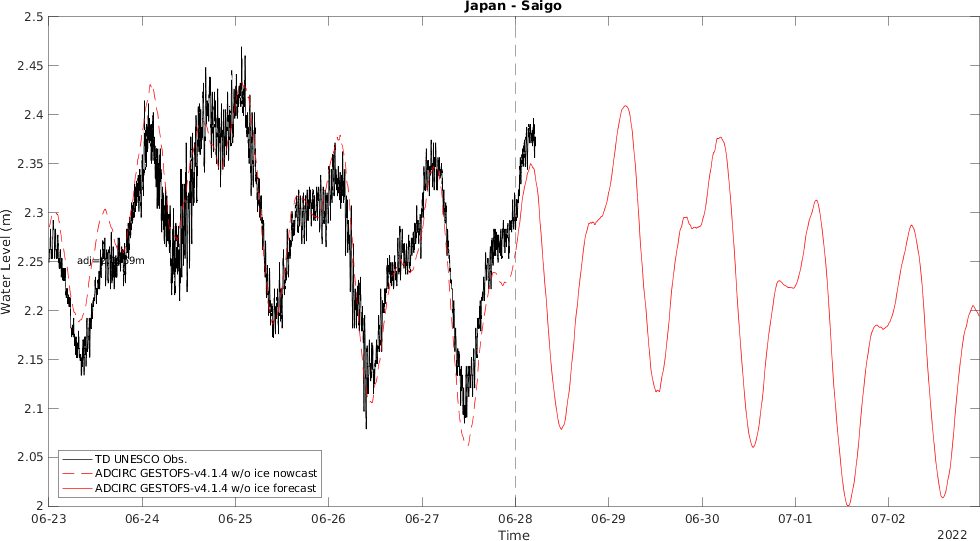 Japan - Saigo
2.5
2.45
2.4
2.35
2.3
2.25
2.2
2.15
2.1
2.05
2
Water Level (m)
TD UNESCO Obs.
ADCIRC GESTOFS-v4.1.4 w/o ice nowcast
ADCIRC GESTOFS-v4.1.4 w/o ice forecast
06-23 06-24 06-25 06-26 06-27 06-28 06-29 06-30 07-01 07-02
Time
2022